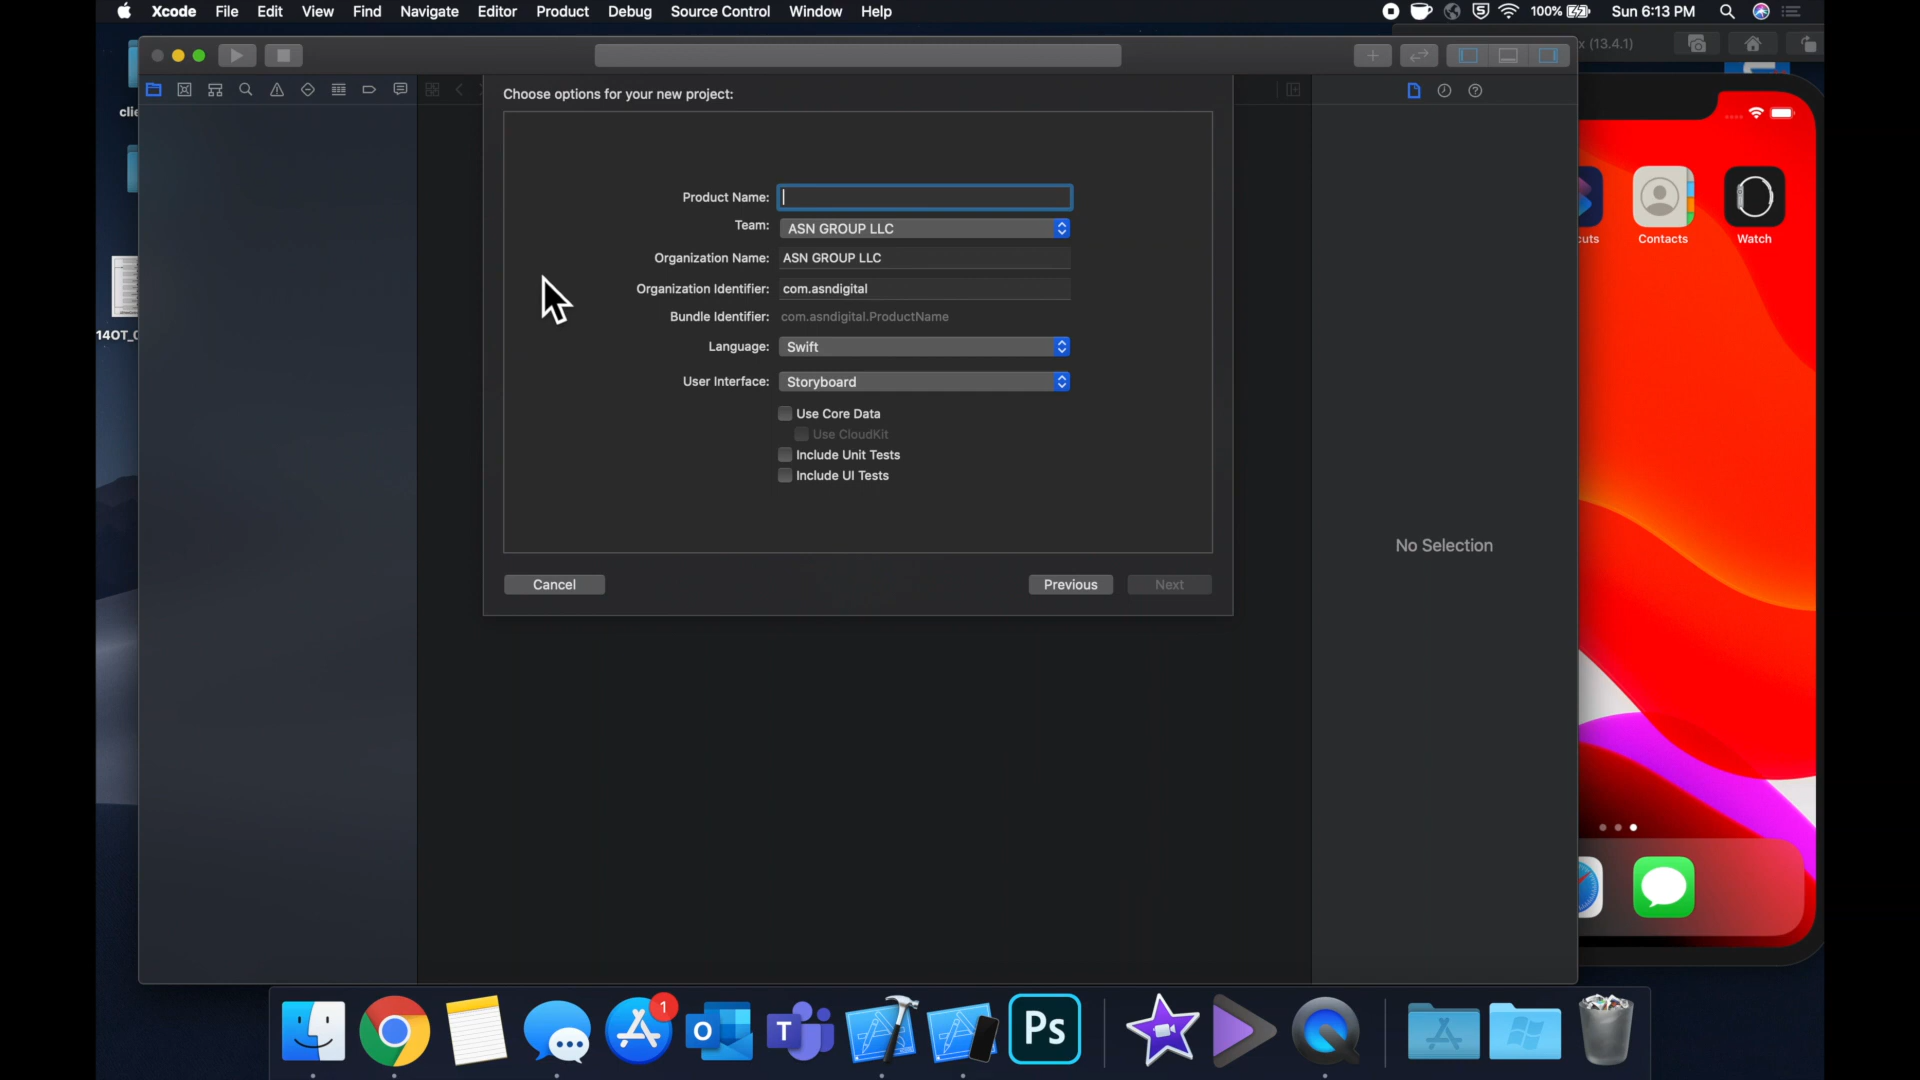 Xcode File Edit View Find Navigate Editor Product Debug Source Control Window Help 100% Sun 6:13 PM
(13.4.1)
Choose options for your new project:
Product Name:
Team: ASN GROUP LLC
Organization Name: ASN GROUP LLC
Organization Identifier: com.asndigital
Bundle Identifier: com.asndigital.ProductName
Language: Swift
User Interface: Storyboard
Use Core Data
Use CloudKit
Include Unit Tests
Include UI Tests
Cancel Previous Next
No Selection
Contacts Watch
1
T
Ps